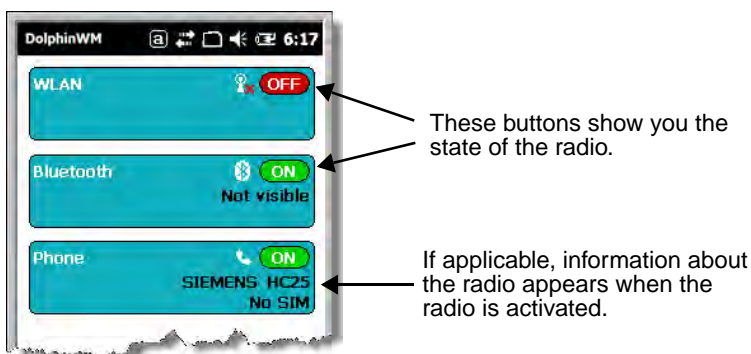 DolphinWM a 6:17
WLAN OFF
These buttons show you the
state of the radio.
Bluetooth ON
Not visible
Phone ON
SIEMENS HC25
No SIM
If applicable, information about
the radio appears when the
radio is activated.